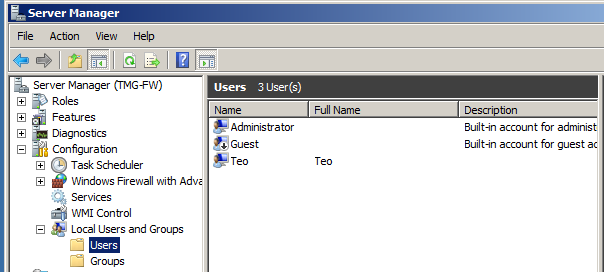 Server Manager
File Action View Help
Server Manager (TMG-FW)
Roles
Features
Diagnostics
Configuration
Task Scheduler
Windows Firewall with Adva
Services
WMI Control
Local Users and Groups
Users
Groups
Users 3 User(s)
Name Full Name Description
Administrator Built-in account for administ
Guest Built-in account for guest ac
Teo Teo